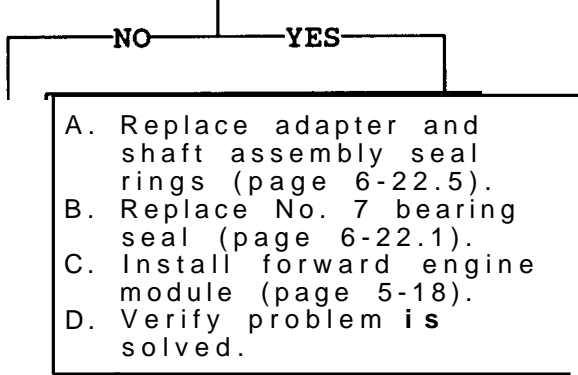 NO YES
A. Replace adapter and
shaft assembly seal
rings (page 6-22.5).
B. Replace No. 7 bearing
seal (page 6-22.1).
C. Install forward engine
module (page 5-18).
D. Verify problem is
solved.